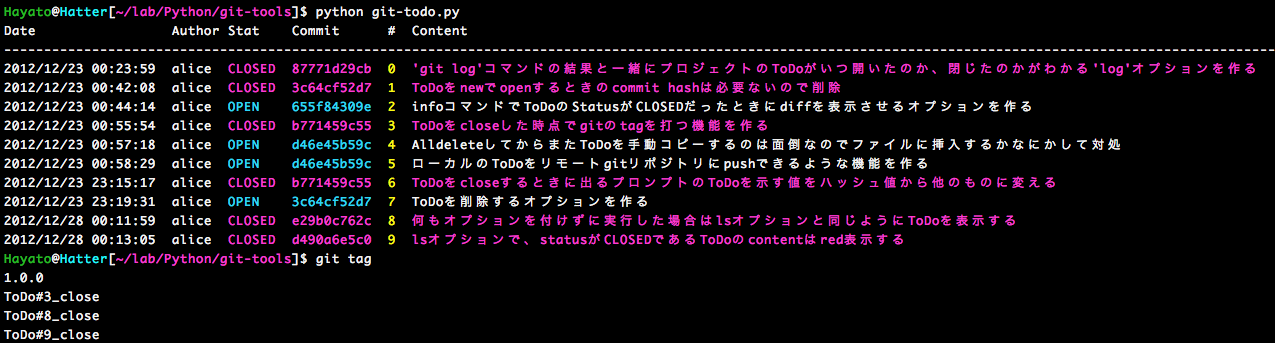 Hayato@Hatter[~/lab/Python/git-tools]$ python git-todo.py
Date Author Stat Commit # Content
--------------------------------------------------------------------------------------------------------------------------------------------------------------
2012/12/23 00:23:59 alice CLOSED 87771d29cb 0 'git log'コマンドの結果と一緒にプロジェクトのToDoがいつ開いたのか、閉じたのかがわかる'log'オプションを作る
2012/12/23 00:42:08 alice CLOSED 3c64cf52d7 1 ToDoをnewでopenするときのcommit hashは必要ないので削除
2012/12/23 00:44:14 alice OPEN 655f84309e 2 infoコマンドでToDoのStatusがCLOSEDだったときにdiffを表示させるオプションを作る
2012/12/23 00:55:54 alice CLOSED b771459c55 3 ToDoをcloseした時点でgitのtagを打つ機能を作る
2012/12/23 00:57:18 alice OPEN d46e45b59c 4 AlldeleteしてからまたToDoを手動コピーするのは面倒なのでファイルに挿入するかなにかして対処
2012/12/23 00:58:29 alice OPEN d46e45b59c 5 ローカルのToDoをリモートgitリポジトリにpushできるような機能を作る
2012/12/23 23:15:17 alice CLOSED b771459c55 6 ToDoをcloseするときに出るプロンプトのToDoを示す値をハッシュ値から他のものに変える
2012/12/23 23:19:31 alice OPEN 3c64cf52d7 7 ToDoを削除するオプションを作る
2012/12/28 00:11:59 alice CLOSED e29b0c762c 8 何もオプションを付けずに実行した場合はlsオプションと同じようにToDoを表示する
2012/12/28 00:13:05 alice CLOSED d490a6e5c0 9 lsオプションで、statusがCLOSEDであるToDoのcontentはred表示する
Hayato@Hatter[~/lab/Python/git-tools]$ git tag
1.0.0
ToDo#3_close
ToDo#8_close
ToDo#9_close